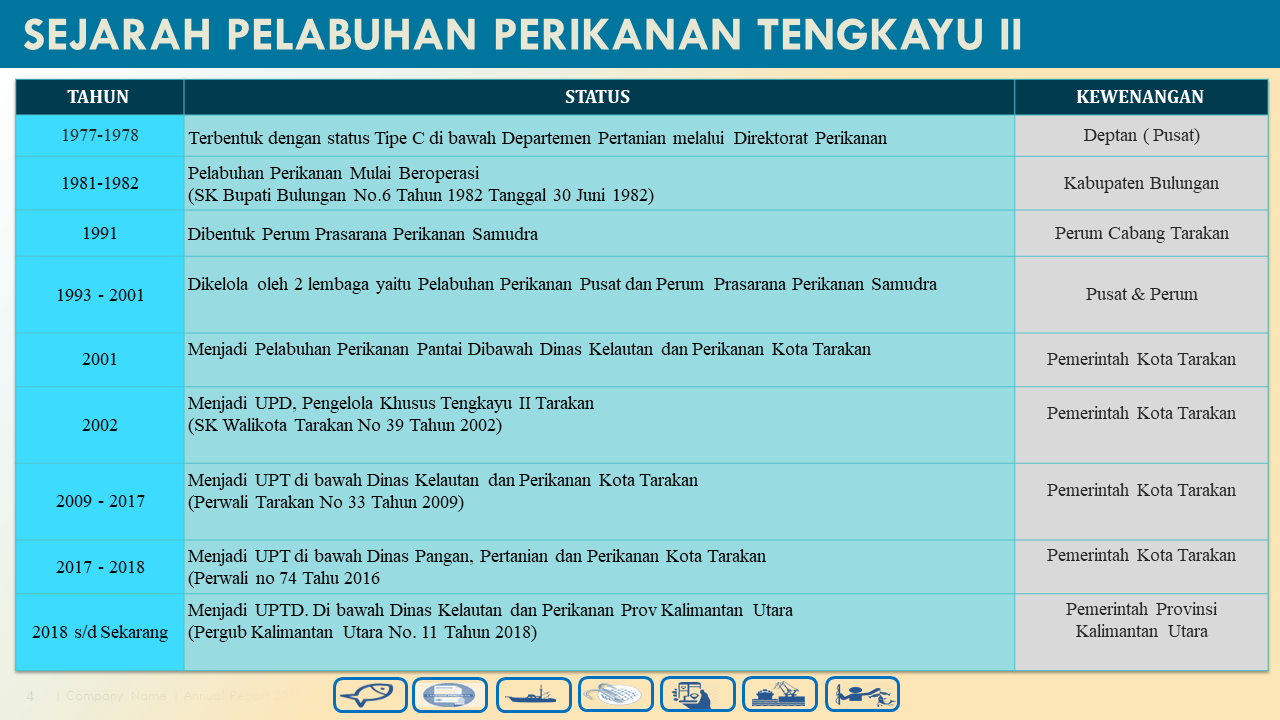 SEJARAH PELABUHAN PERIKANAN TENGKAYU II
TAHUN STATUS KEWENANGAN
1977-1978 Terbentuk dengan status Tipe C di bawah Departemen Pertanian melalui Direktorat Perikanan Deptan ( Pusat)
1981-1982 Pelabuhan Perikanan Mulai Beroperasi
(SK Bupati Bulungan No.6 Tahun 1982 Tanggal 30 Juni 1982) Kabupaten Bulungan
1991 Dibentuk Perum Prasarana Perikanan Samudra Perum Cabang Tarakan
1993 - 2001 Dikelola oleh 2 lembaga yaitu Pelabuhan Perikanan Pusat dan Perum Prasarana Perikanan Samudra Pusat & Perum
2001 Menjadi Pelabuhan Perikanan Pantai Dibawah Dinas Kelautan dan Perikanan Kota Tarakan Pemerintah Kota Tarakan
2002 Menjadi UPD, Pengelola Khusus Tengkayu II Tarakan
(SK Walikota Tarakan No 39 Tahun 2002) Pemerintah Kota Tarakan
2009 - 2017 Menjadi UPT di bawah Dinas Kelautan dan Perikanan Kota Tarakan
(Perwali Tarakan No 33 Tahun 2009) Pemerintah Kota Tarakan
2017 - 2018 Menjadi UPT di bawah Dinas Pangan, Pertanian dan Perikanan Kota Tarakan
(Perwali no 74 Tahu 2016 Pemerintah Kota Tarakan
2018 s/d Sekarang Menjadi UPTD. Di bawah Dinas Kelautan dan Perikanan Prov Kalimantan Utara
(Pergub Kalimantan Utara No. 11 Tahun 2018) Pemerintah Provinsi
Kalimantan Utara
4 | Company Name Annual Report